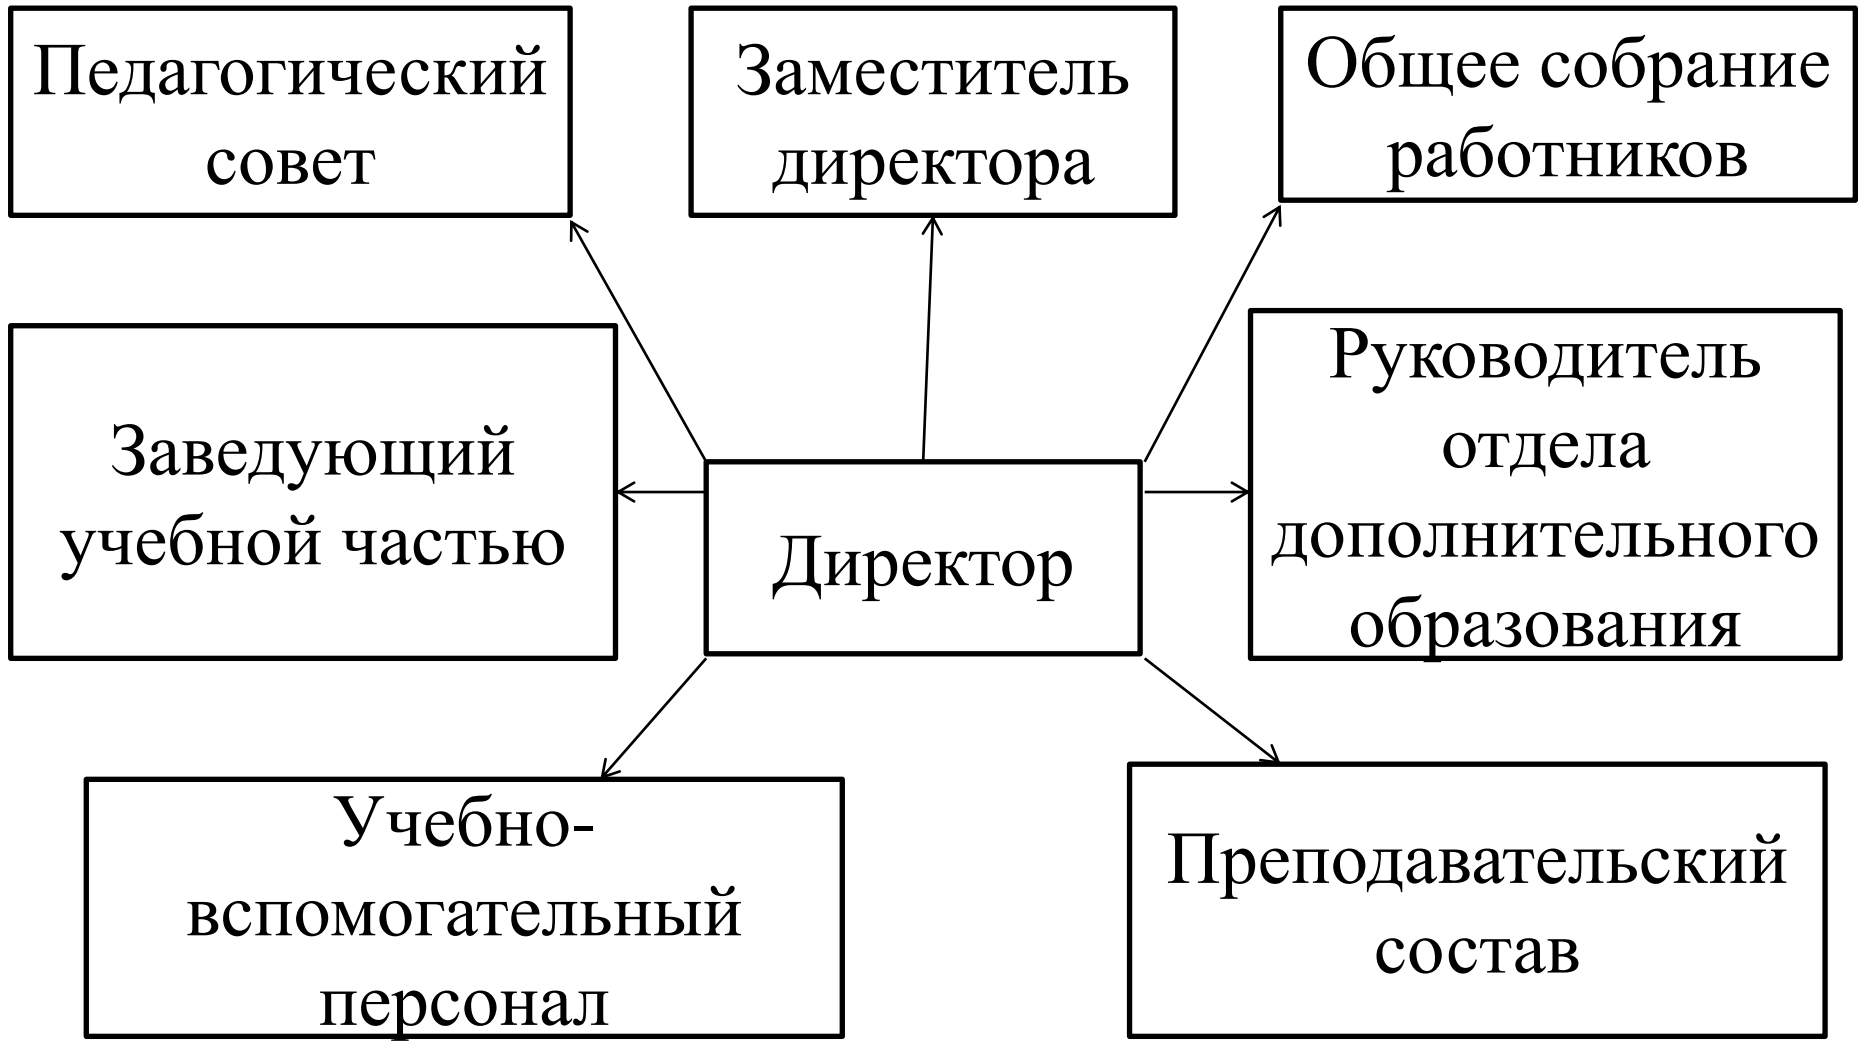 Педагогический
совет
Заместитель
директора
Общее собрание
работников
Заведующий
учебной частью
Директор
Руководитель
отдела
дополнительного
образования
Учебно-
вспомогательный
персонал
Преподавательский
состав